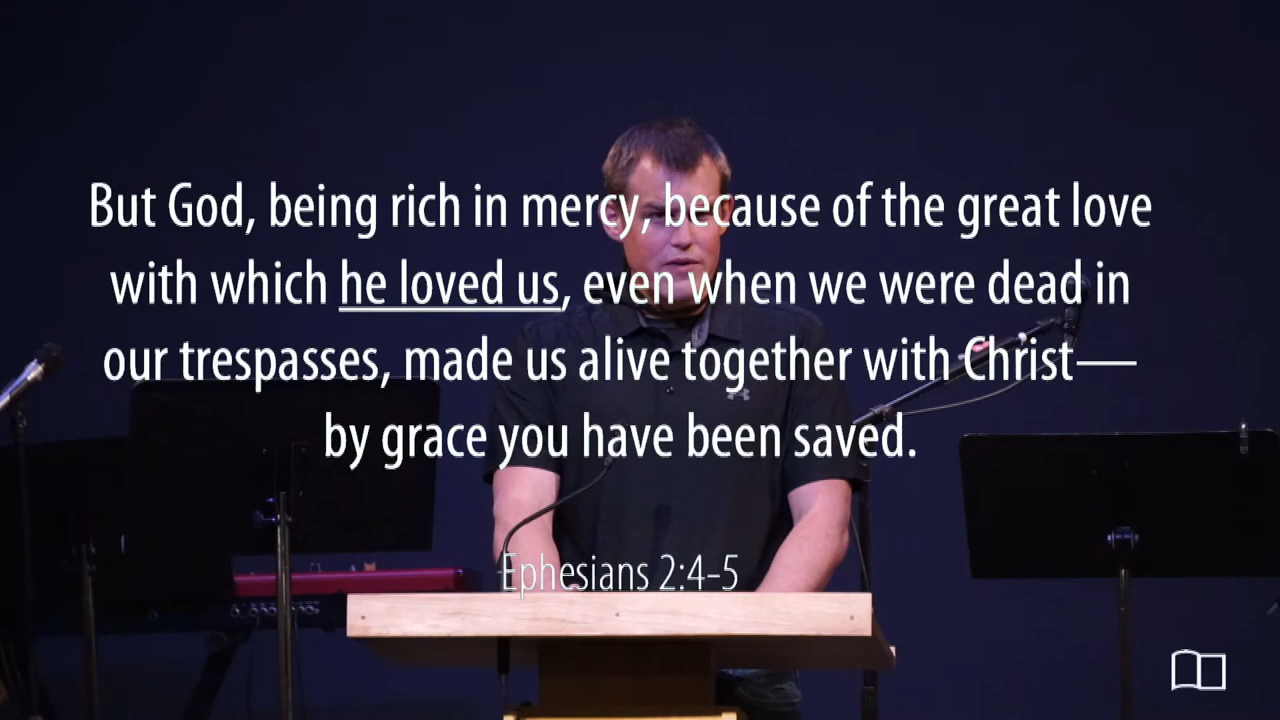 But God, being rich in mercy, because of the great love
with which he loved us, even when we were dead in
our trespasses, made us alive together with Christ—
by grace you have been saved.
Ephesians 2:4-5